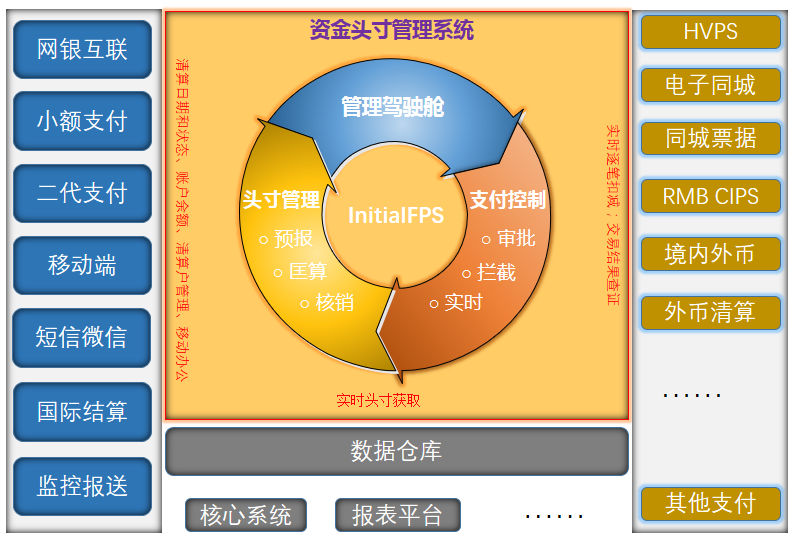 网银互联
小额支付
二代支付
移动端
短信微信
国际结算
监控报送
资金头寸管理系统
清算日期和状态、账户余额、清算户管理、移动办公
管理驾驶舱
头寸管理
○ 预报
○ 匡算
○ 核销
InitialFPS
支付控制
○ 审批
○ 拦截
○ 实时
实时逐笔扣减；交易结果查证
实时头寸获取
数据仓库
核心系统
报表平台
······
HVPS
电子同城
同城票据
RMB CIPS
境内外币
外币清算
······
其他支付